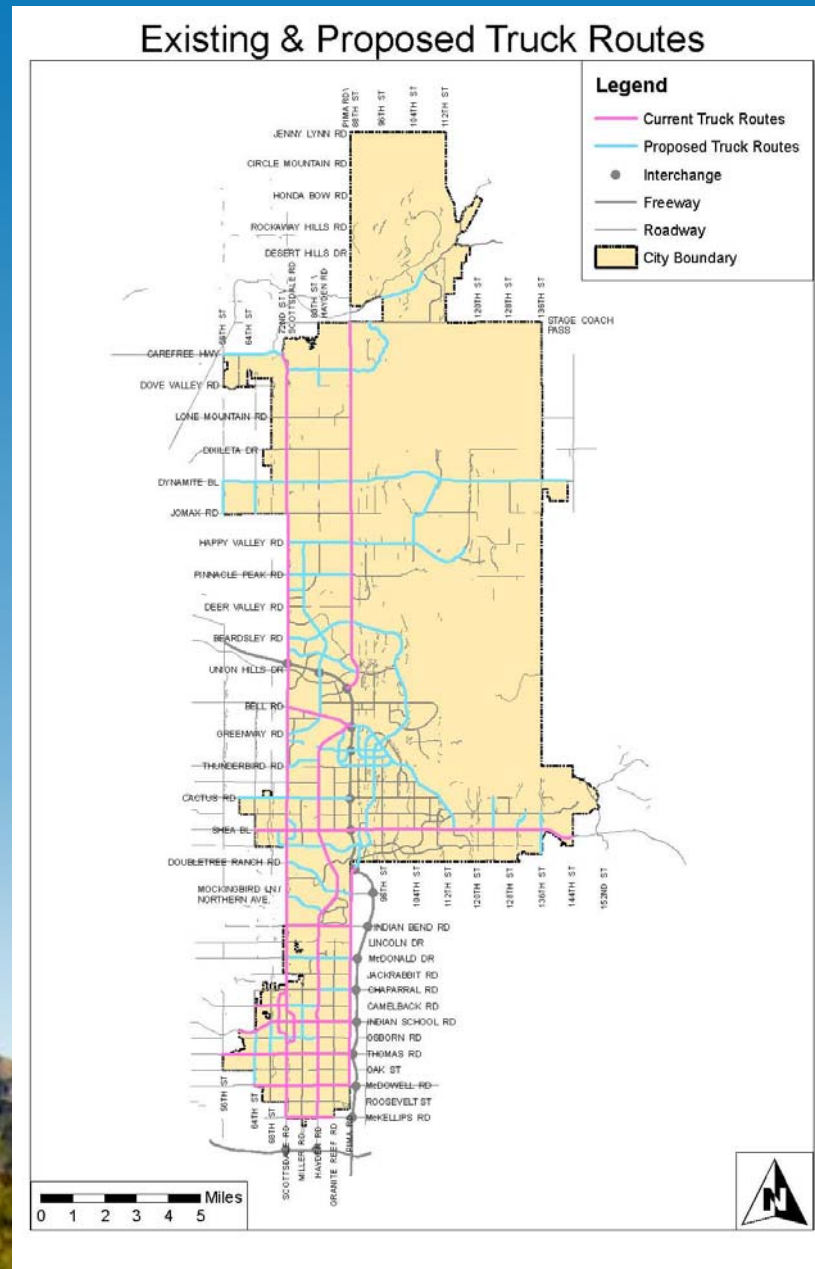 Existing & Proposed Truck Routes
Legend
Current Truck Routes
Proposed Truck Routes
Interchange
Freeway
Roadway
City Boundary
PIMA RD \
88TH ST
96TH ST
104TH ST
112TH ST
JENNY LYNN RD
CIRCLE MOUNTAIN RD
HONDA BOW RD
ROCKAWAY HILLS RD
DESERT HILLS DR
56TH ST
64TH ST
72ND ST \
SCOTTSDALE RD
80TH ST \
HAYDEN RD
120TH ST
128TH ST
136TH ST
STAGE COACH
PASS
CAREFREE HWY
DOVE VALLEY RD
LONE MOUNTAIN RD
DIXILETA DR
DYNAMITE BL
JOMAX RD
HAPPY VALLEY RD
PINNACLE PEAK RD
DEER VALLEY RD
BEARDSLEY RD
UNION HILLS DR
BELL RD
GREENWAY RD
THUNDERBIRD RD
CACTUS RD
SHEA BL
DOUBLETREE RANCH RD
MOCKINGBIRD LN /
NORTHERN AVE.
96TH ST
104TH ST
112TH ST
120TH ST
128TH ST
136TH ST
144TH ST
152ND ST
INDIAN BEND RD
LINCOLN DR
McDONALD DR
JACKRABBIT RD
CHAPARRAL RD
CAMELBACK RD
INDIAN SCHOOL RD
OSBORN RD
THOMAS RD
OAK ST
McDOWELL RD
ROOSEVELT ST
McKELLIPS RD
56TH ST
64TH ST
68TH ST
SCOTTSDALE RD
MILLER RD
HAYDEN RD
GRANITE REEF RD
PIMA RD
Miles
0 1 2 3 4 5
N